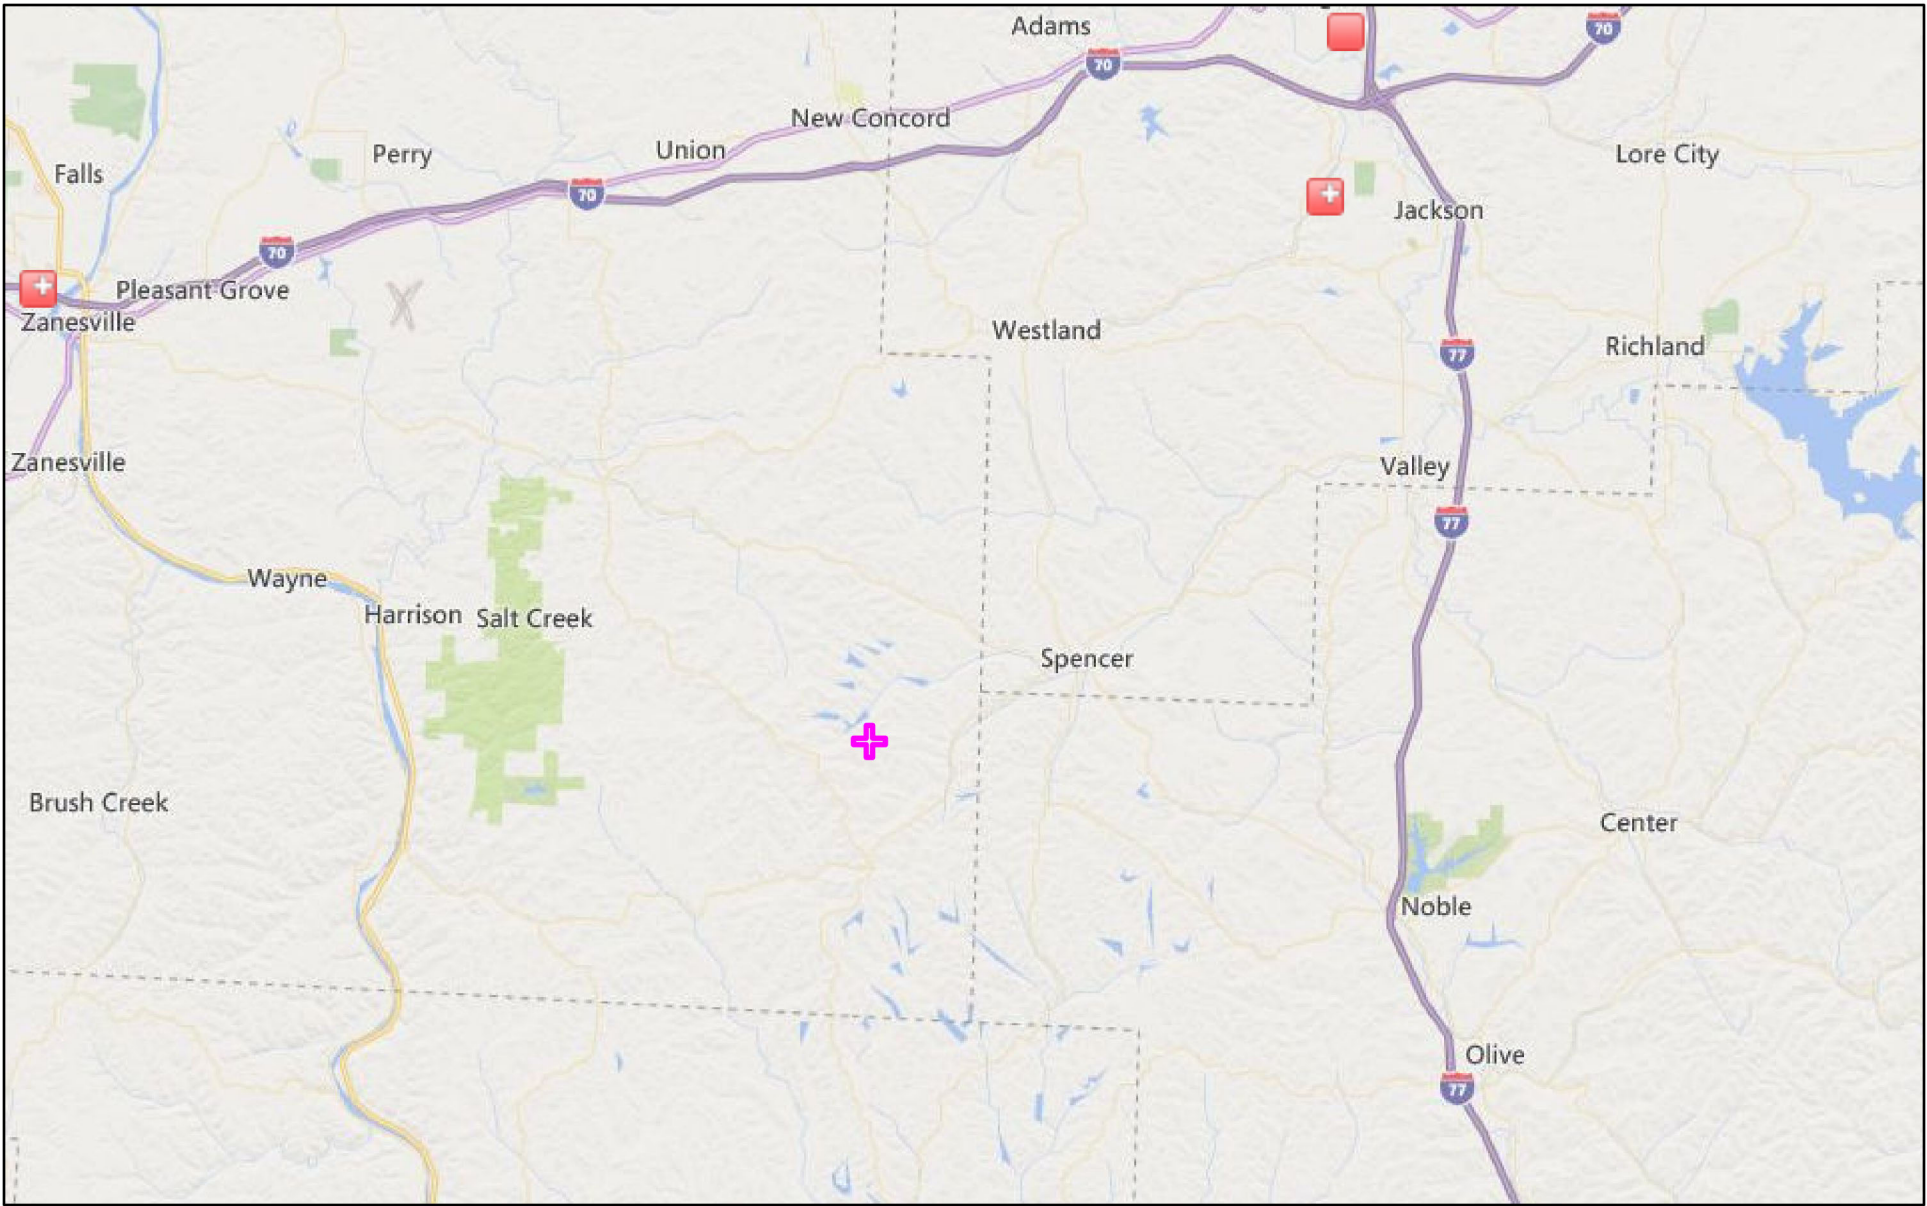 Adams
70
70
New Concord
Union
Perry
Lore City
Falls
70
Jackson
70
Pleasant Grove
Zanesville
Westland
Richland
77
Zanesville
Valley
77
Wayne
Harrison
Salt Creek
Spencer
Brush Creek
Center
Noble
Olive
77